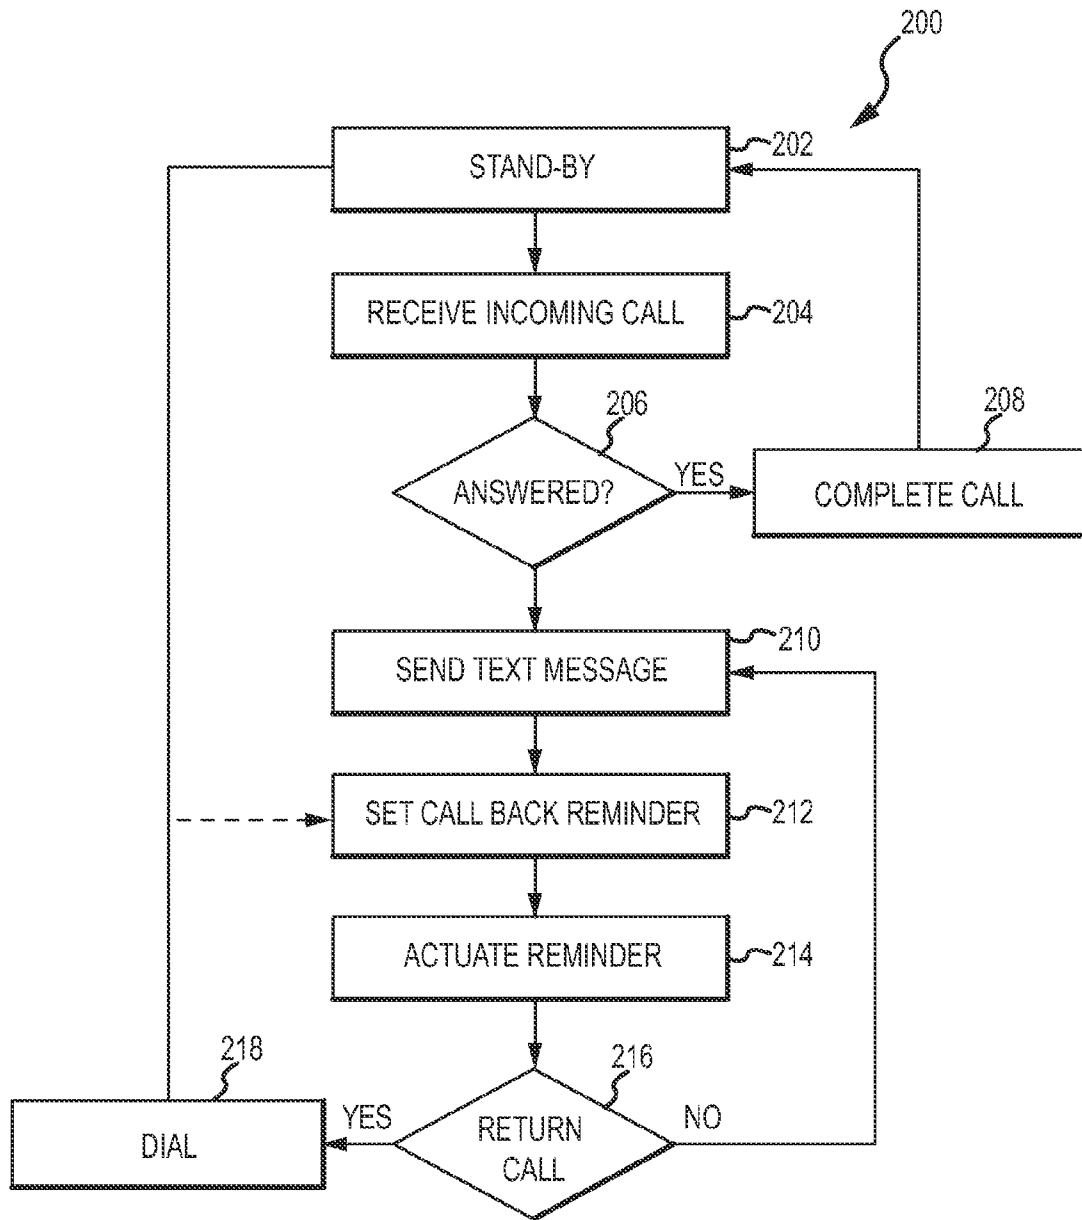 200
STAND-BY
202
RECEIVE INCOMING CALL
204
206
ANSWERED?
YES
208
COMPLETE CALL
210
SEND TEXT MESSAGE
SET CALL BACK REMINDER
212
ACTUATE REMINDER
214
216
RETURN
CALL
YES
NO
218
DIAL